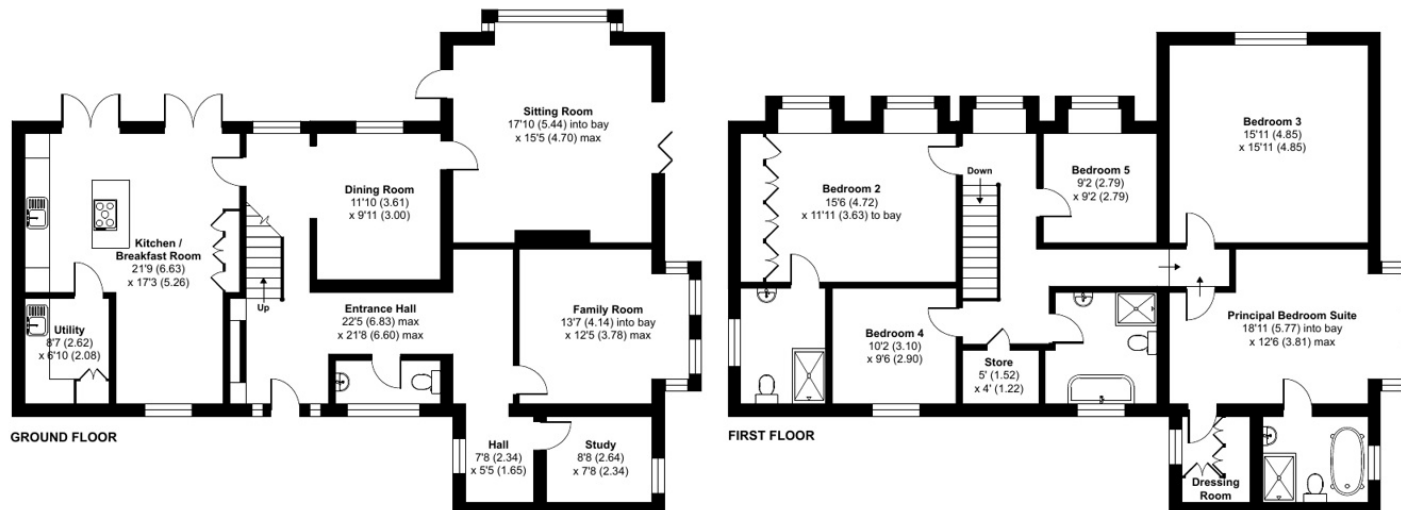 Sitting Room
17'10 (5.44) into bay
x 15'5 (4.70) max
Dining Room
11'10 (3.61)
x 9'11 (3.00)
Kitchen /
Breakfast Room
21'9 (6.63)
x 17'3 (5.26)
Up
Utility
8'7 (2.62)
x 6'10 (2.08)
Entrance Hall
22'5 (6.83) max
x 21'8 (6.60) max
Family Room
13'7 (4.14) into bay
x 12'5 (3.78) max
Hall
7'8 (2.34)
x 5'5 (1.65)
Study
8'8 (2.64)
x 7'8 (2.34)
GROUND FLOOR
Bedroom 3
15'11 (4.85)
x 15'11 (4.85)
Bedroom 2
15'6 (4.72)
x 11'11 (3.63) to bay
Down
Bedroom 5
9'2 (2.79)
x 9'2 (2.79)
Bedroom 4
10'2 (3.10)
x 9'6 (2.90)
Store
5' (1.52)
x 4' (1.22)
Principal Bedroom Suite
18'11 (5.77) into bay
x 12'6 (3.81) max
Dressing
Room
FIRST FLOOR